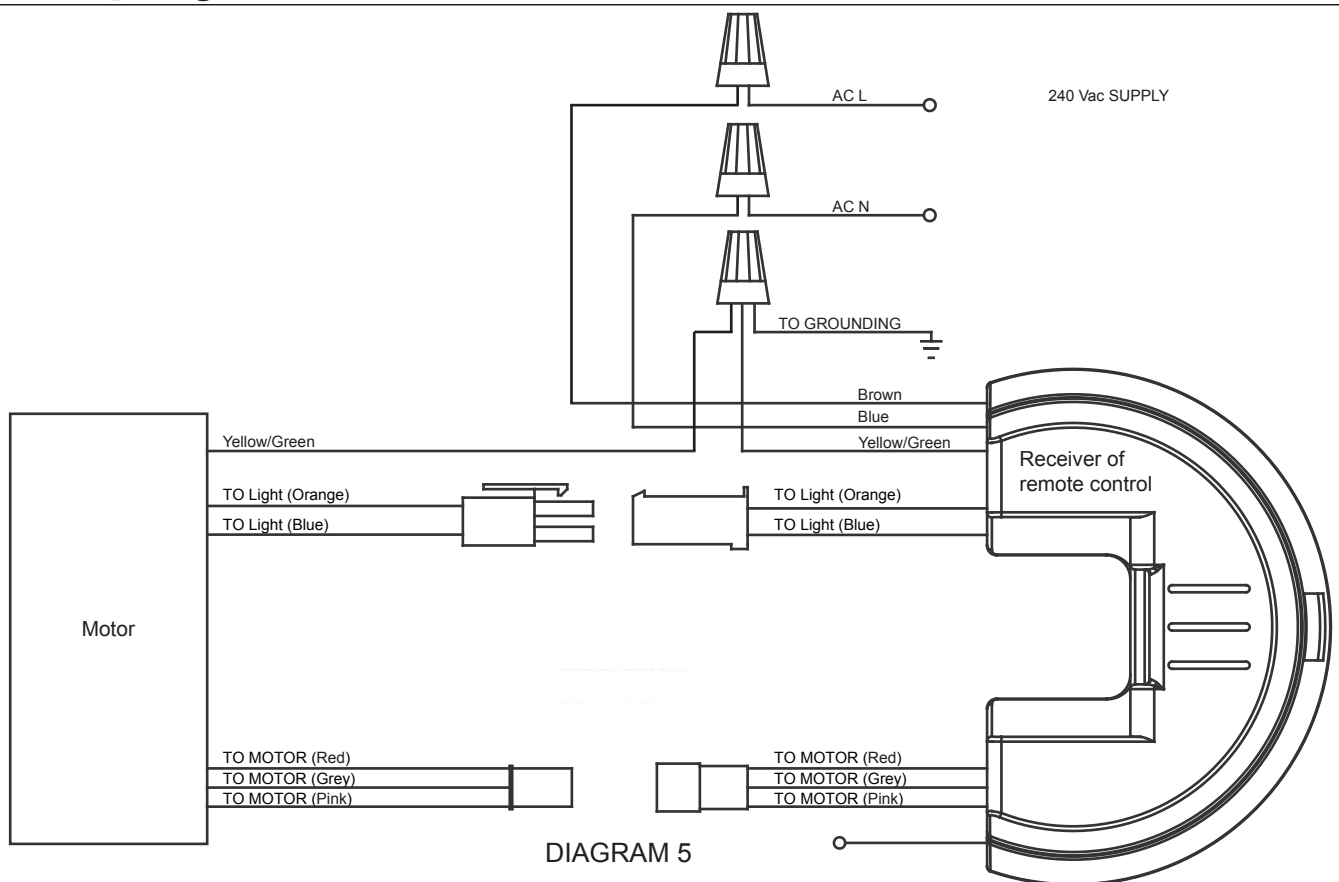 AC L
240 Vac SUPPLY
AC N
TO GROUNDING
Brown
Blue
Yellow/Green
Yellow/Green
Receiver of
remote control
TO Light (Orange)
TO Light (Orange)
TO Light (Blue)
TO Light (Blue)
Motor
TO MOTOR (Red)
TO MOTOR (Red)
TO MOTOR (Grey)
TO MOTOR (Grey)
TO MOTOR (Pink)
TO MOTOR (Pink)
DIAGRAM 5